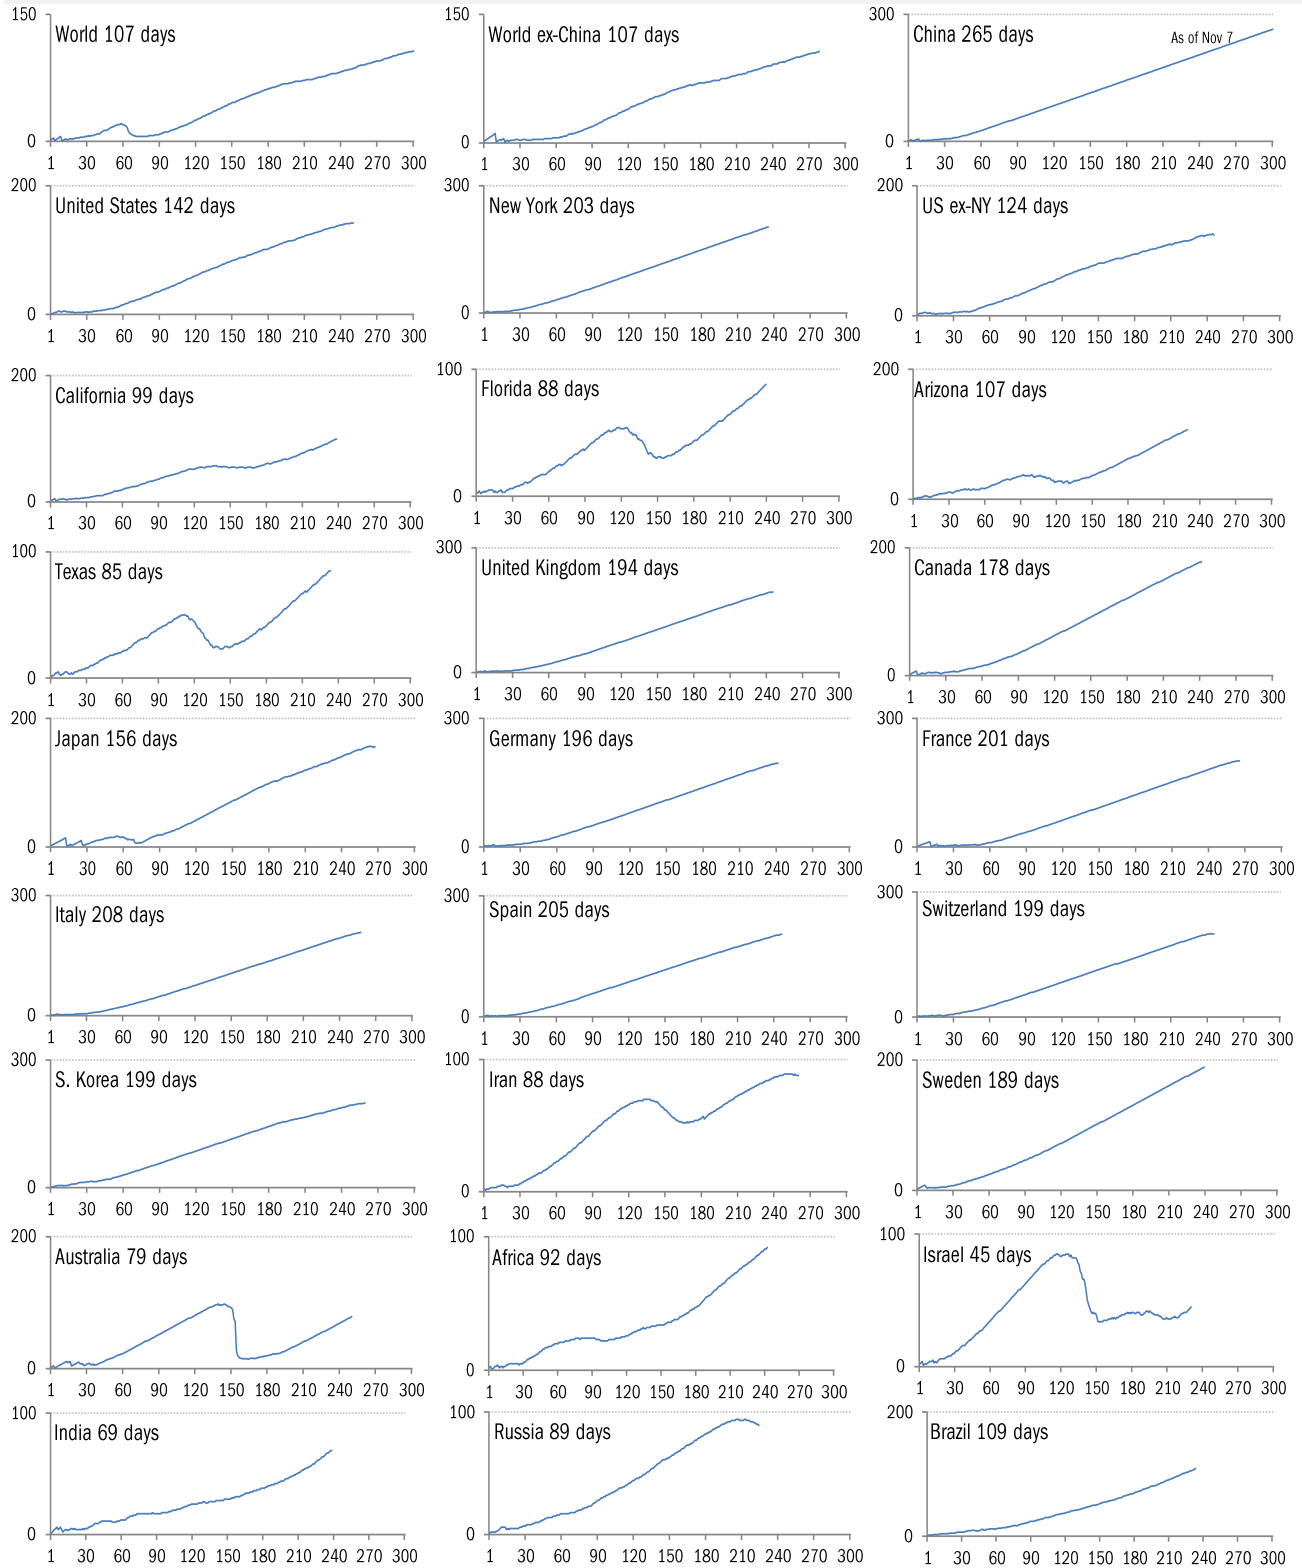 150
World 107 days
0
1 30 60 90 120 150 180 210 240 270 300
150
World ex-China 107 days
0
1 30 60 90 120 150 180 210 240 270 300
300
China 265 days
As of Nov 7
0
1 30 60 90 120 150 180 210 240 270 300
200
United States 142 days
0
1 30 60 90 120 150 180 210 240 270 300
300
New York 203 days
0
1 30 60 90 120 150 180 210 240 270 300
200
US ex-NY 124 days
0
1 30 60 90 120 150 180 210 240 270 300
200
California 99 days
0
1 30 60 90 120 150 180 210 240 270 300
100
Florida 88 days
0
1 30 60 90 120 150 180 210 240 270 300
200
Arizona 107 days
0
1 30 60 90 120 150 180 210 240 270 300
100
Texas 85 days
0
1 30 60 90 120 150 180 210 240 270 300
300
United Kingdom 194 days
0
1 30 60 90 120 150 180 210 240 270 300
200
Canada 178 days
0
1 30 60 90 120 150 180 210 240 270 300
200
Japan 156 days
0
1 30 60 90 120 150 180 210 240 270 300
300
Germany 196 days
0
1 30 60 90 120 150 180 210 240 270 300
300
France 201 days
0
1 30 60 90 120 150 180 210 240 270 300
300
Italy 208 days
0
1 30 60 90 120 150 180 210 240 270 300
300
Spain 205 days
0
1 30 60 90 120 150 180 210 240 270 300
300
Switzerland 199 days
0
1 30 60 90 120 150 180 210 240 270 300
300
S. Korea 199 days
0
1 30 60 90 120 150 180 210 240 270 300
100
Iran 88 days
0
1 30 60 90 120 150 180 210 240 270 300
200
Sweden 189 days
0
1 30 60 90 120 150 180 210 240 270 300
200
Australia 79 days
0
1 30 60 90 120 150 180 210 240 270 300
100
Africa 92 days
0
1 30 60 90 120 150 180 210 240 270 300
100
Israel 45 days
0
1 30 60 90 120 150 180 210 240 270 300
100
India 69 days
0
1 30 60 90 120 150 180 210 240 270 300
100
Russia 89 days
0
1 30 60 90 120 150 180 210 240 270 300
200
Brazil 109 days
0
1 30 60 90 120 150 180 210 240 270 300